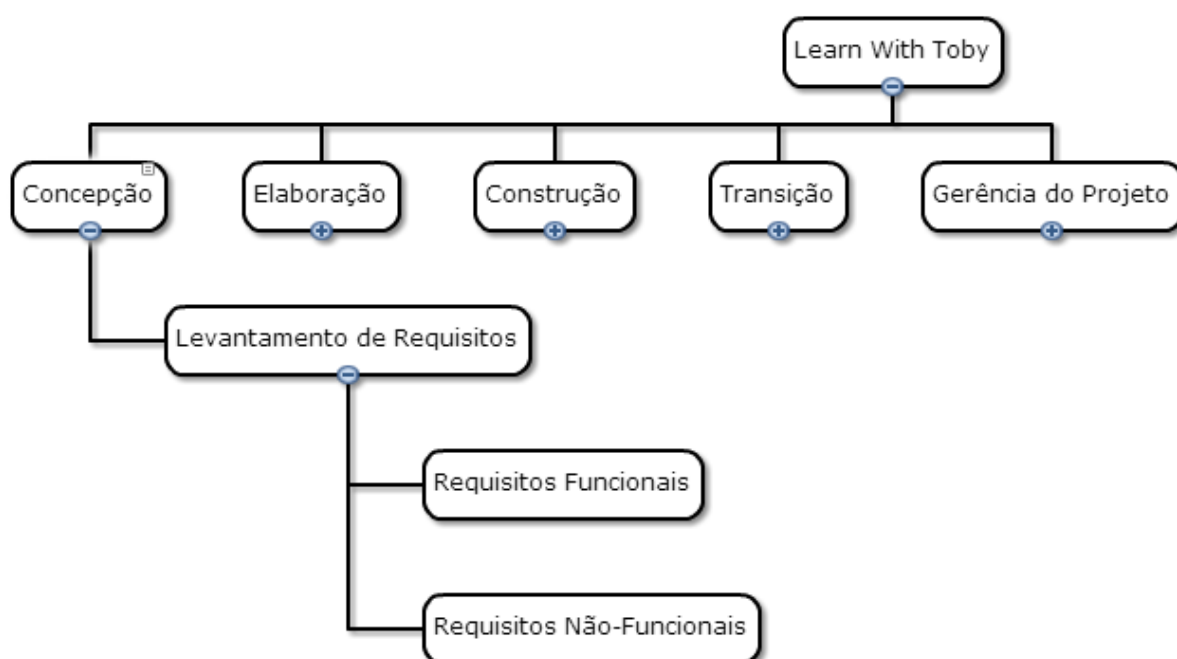 Learn With Toby
Concepção
Elaboração
Construção
Transição
Gerência do Projeto
Levantamento de Requisitos
Requisitos Funcionais
Requisitos Não-Funcionais